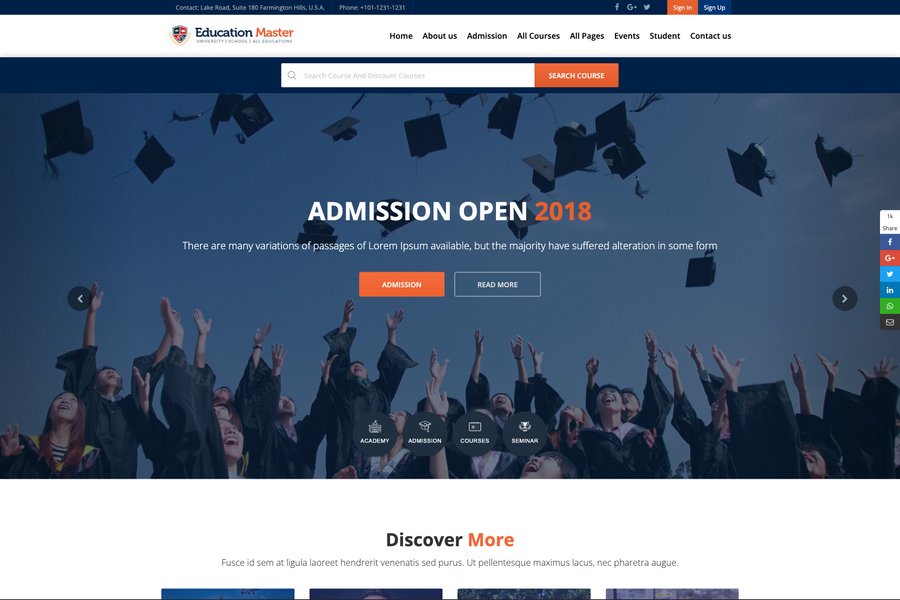 Contact: Lake Road, Suite 180 Farmington Hills, U.S.A. Phone: +101-1231-1231 Sign In Sign Up
Education Master
UNIVERSITY | SCHOOL | ALL EDUCATIONS
Home About us Admission All Courses All Pages Events Student Contact us
Search Course And Discount Courses SEARCH COURSE
ADMISSION OPEN 2018
There are many variations of passages of Lorem Ipsum available, but the majority have suffered alteration in some form
ADMISSION READ MORE
1k
Share
ACADEMY ADMISSION COURSES SEMINAR
Discover More
Fusce id sem at ligula laoreet hendrerit venenatis sed purus. Ut pellentesque maximus lacus, nec pharetra augue.